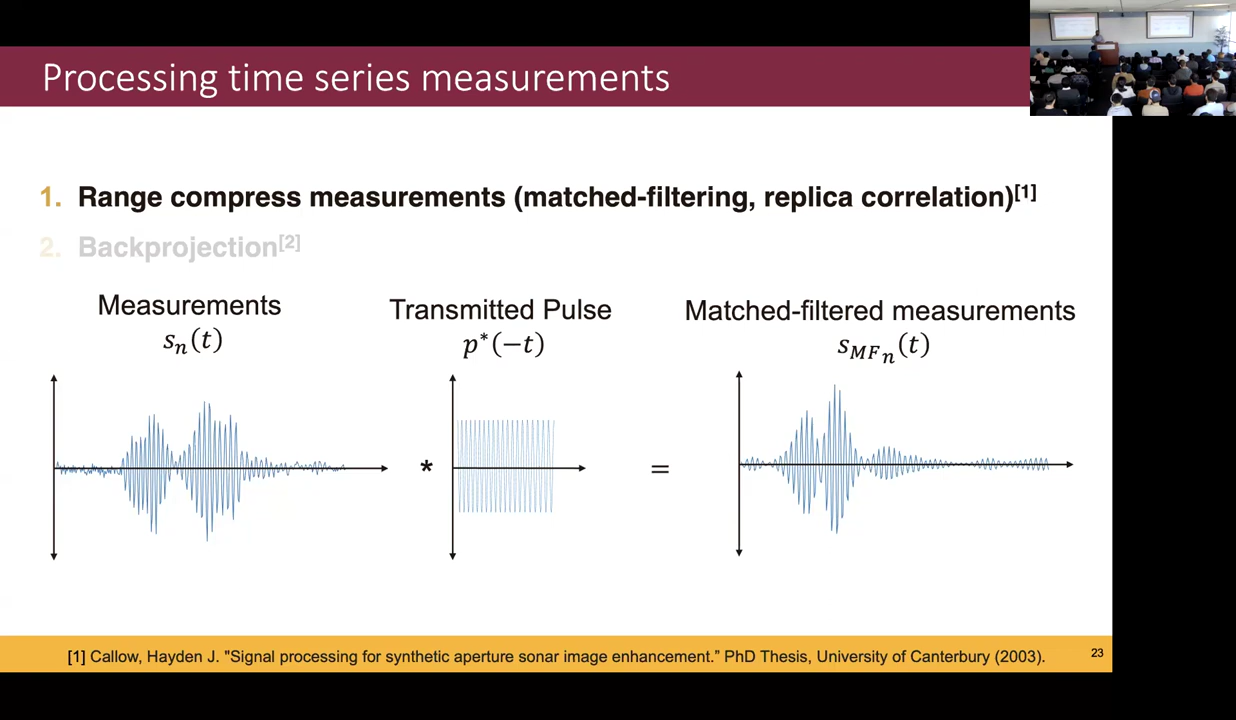 Processing time series measurements
1. Range compress measurements (matched-filtering, replica correlation)[1]
2. Backprojection[2]
Measurements
sₙ(t)
Transmitted Pulse
p*(−t)
Matched-filtered measurements
s_MFₙ(t)
* =
[1] Callow, Hayden J. "Signal processing for synthetic aperture sonar image enhancement.” PhD Thesis, University of Canterbury (2003).
23